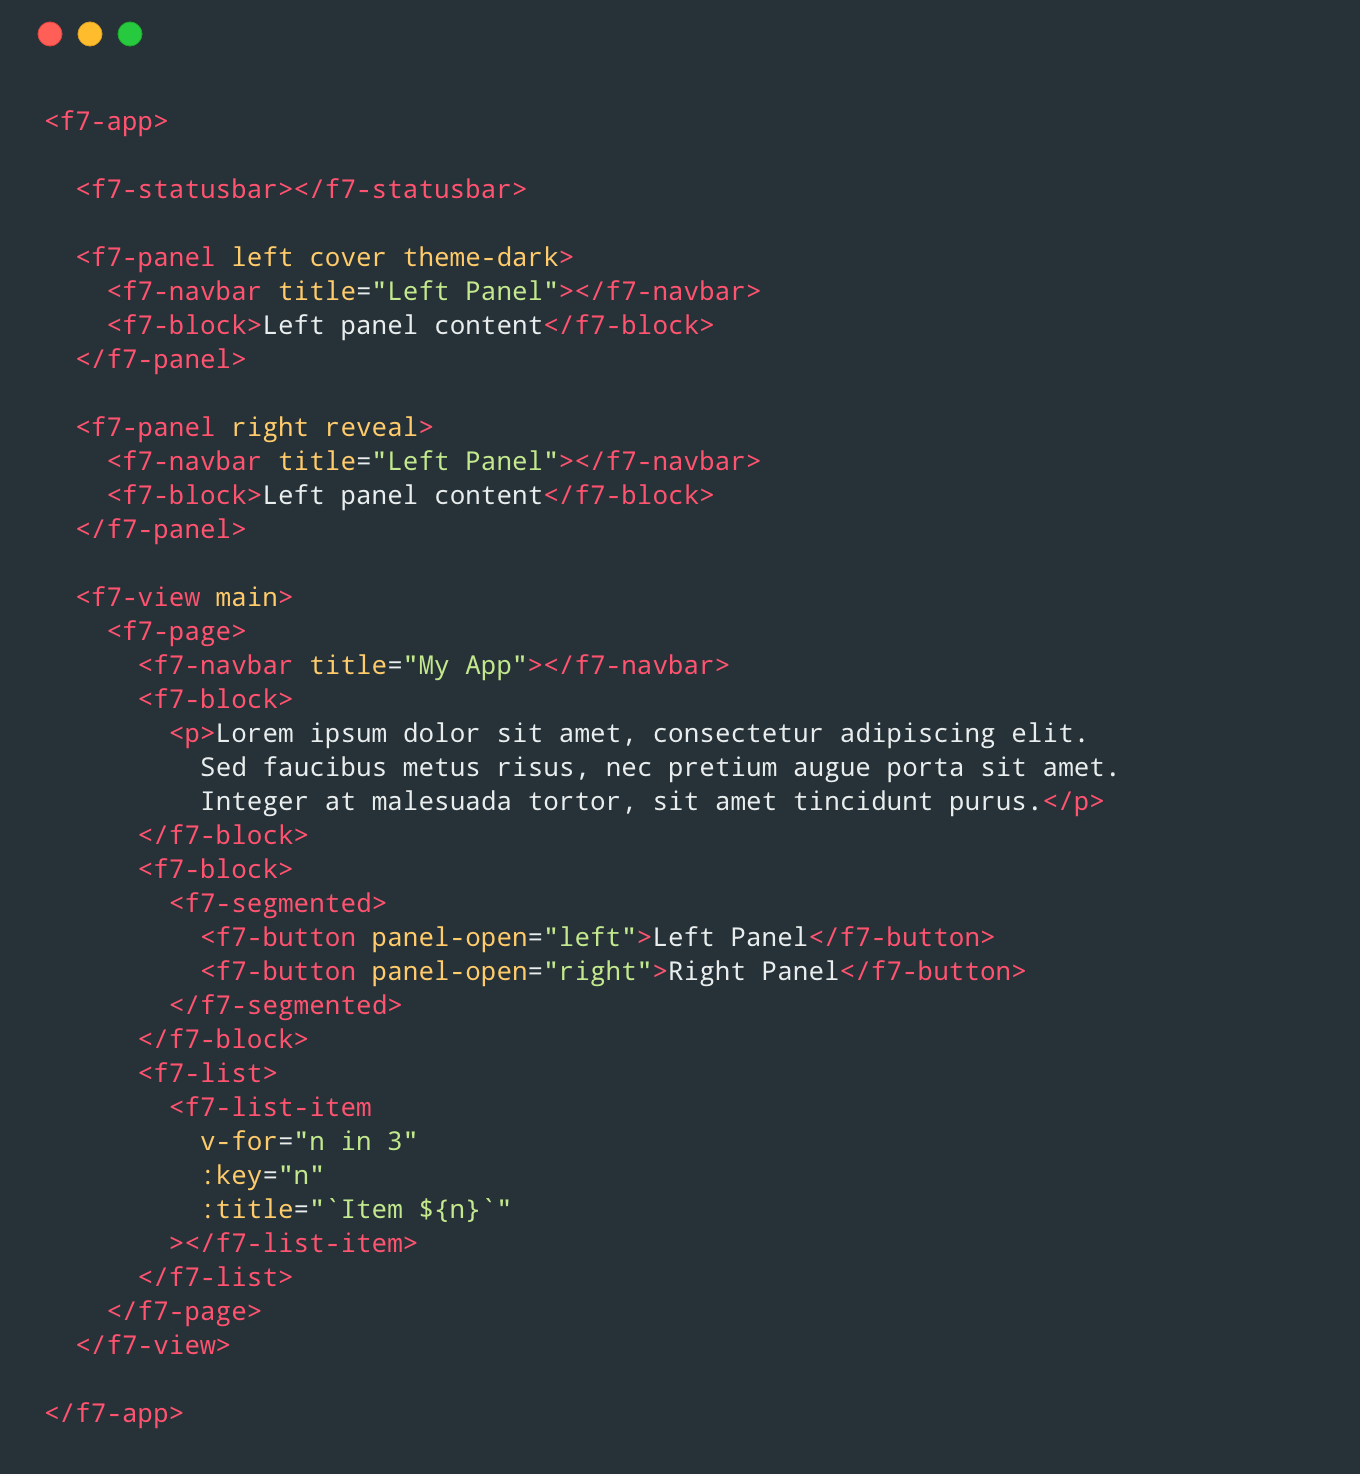 <f7-app>

  <f7-statusbar></f7-statusbar>

  <f7-panel left cover theme-dark>
    <f7-navbar title="Left Panel"></f7-navbar>
    <f7-block>Left panel content</f7-block>
  </f7-panel>

  <f7-panel right reveal>
    <f7-navbar title="Left Panel"></f7-navbar>
    <f7-block>Left panel content</f7-block>
  </f7-panel>

  <f7-view main>
    <f7-page>
      <f7-navbar title="My App"></f7-navbar>
      <f7-block>
        <p>Lorem ipsum dolor sit amet, consectetur adipiscing elit.
          Sed faucibus metus risus, nec pretium augue porta sit amet.
          Integer at malesuada tortor, sit amet tincidunt purus.</p>
      </f7-block>
      <f7-block>
        <f7-segmented>
          <f7-button panel-open="left">Left Panel</f7-button>
          <f7-button panel-open="right">Right Panel</f7-button>
        </f7-segmented>
      </f7-block>
      <f7-list>
        <f7-list-item
          v-for="n in 3"
          :key="n"
          :title="`Item ${n}`"
        ></f7-list-item>
      </f7-list>
    </f7-page>
  </f7-view>

</f7-app>